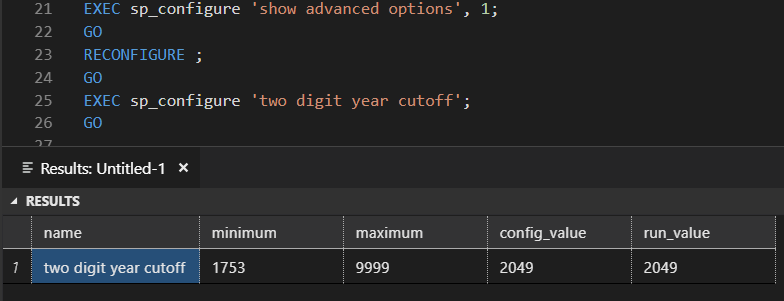 21 EXEC sp_configure 'show advanced options', 1;
22 GO
23 RECONFIGURE ;
24 GO
25 EXEC sp_configure 'two digit year cutoff';
26 GO
27
Results: Untitled-1 ×
RESULTS
name minimum maximum config_value run_value
1 two digit year cutoff 1753 9999 2049 2049